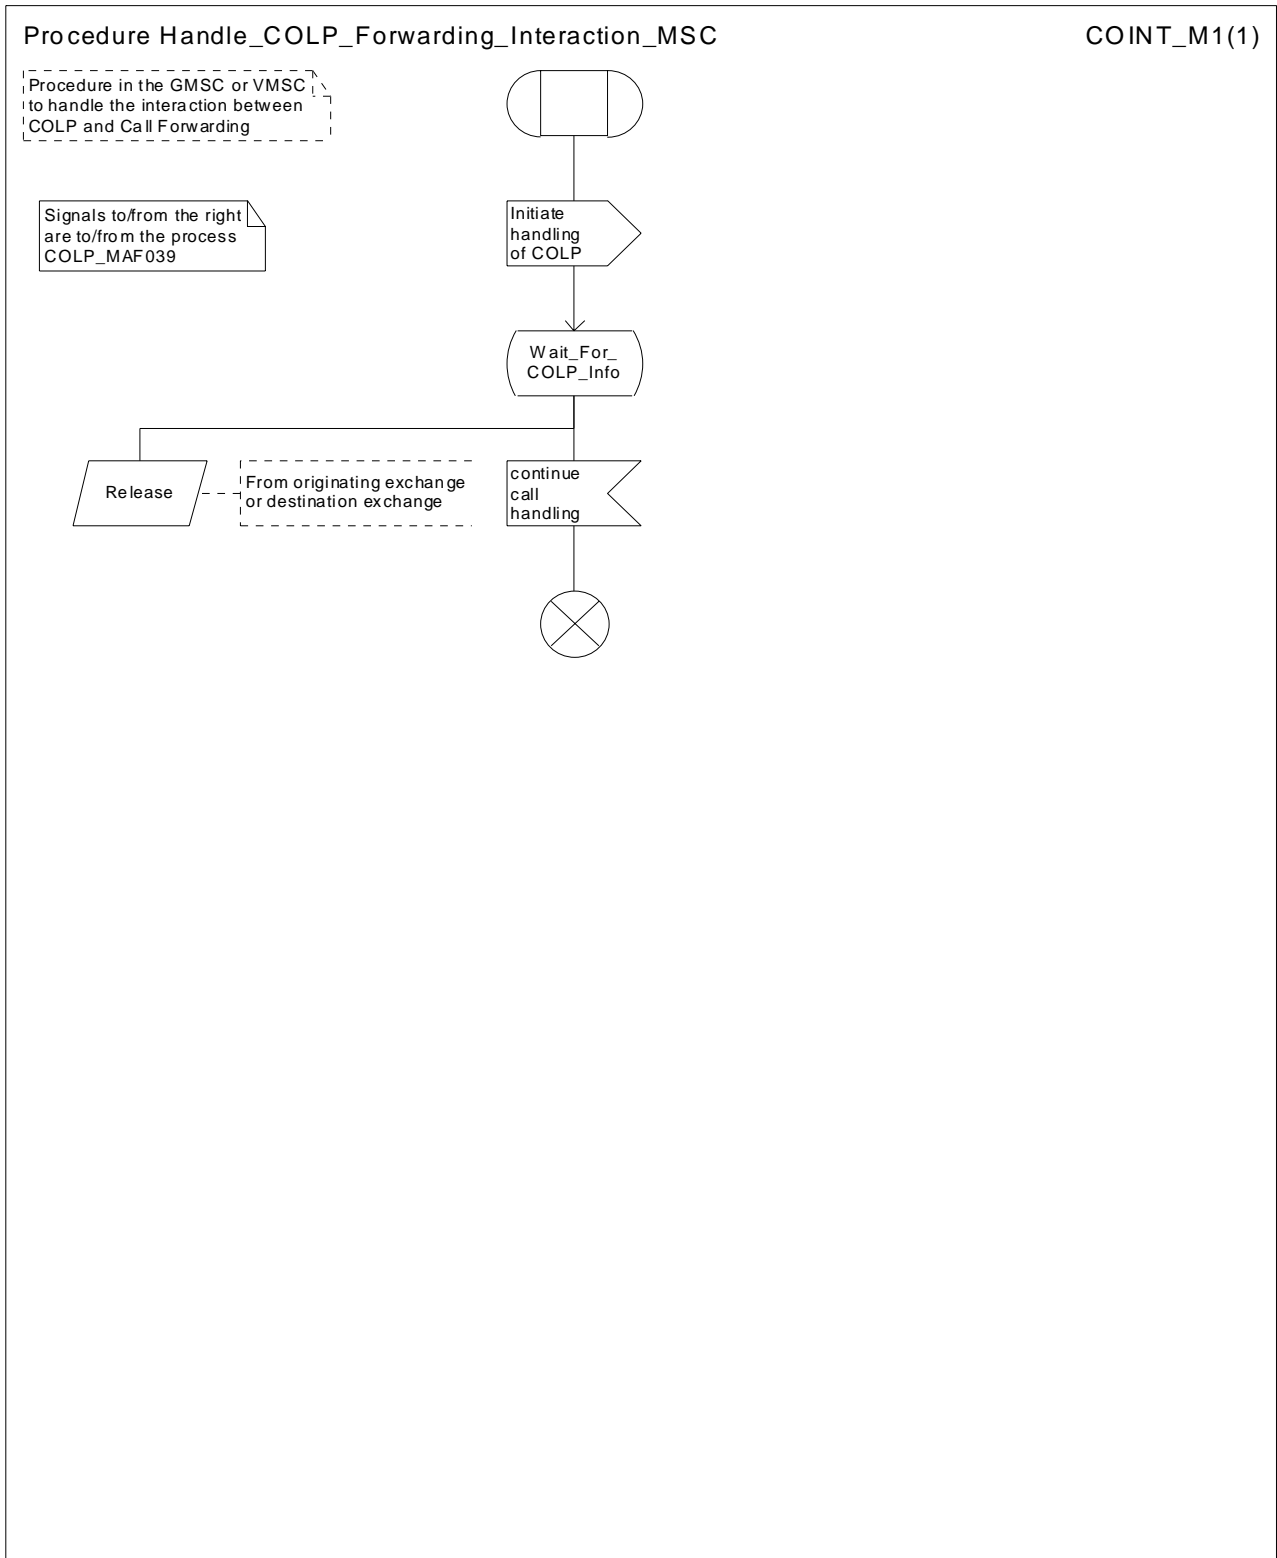 Procedure Handle_COLP_Forwarding_Interaction_MSC
COINT_M1(1)
Procedure in the GMSC or VMSC
to handle the interaction between
COLP and Call Forwarding
Signals to/from the right
are to/from the process
COLP_MAF039
Initiate
handling
of COLP
Wait_For_
COLP_Info
Release
From originating exchange
or destination exchange
continue
call
handling